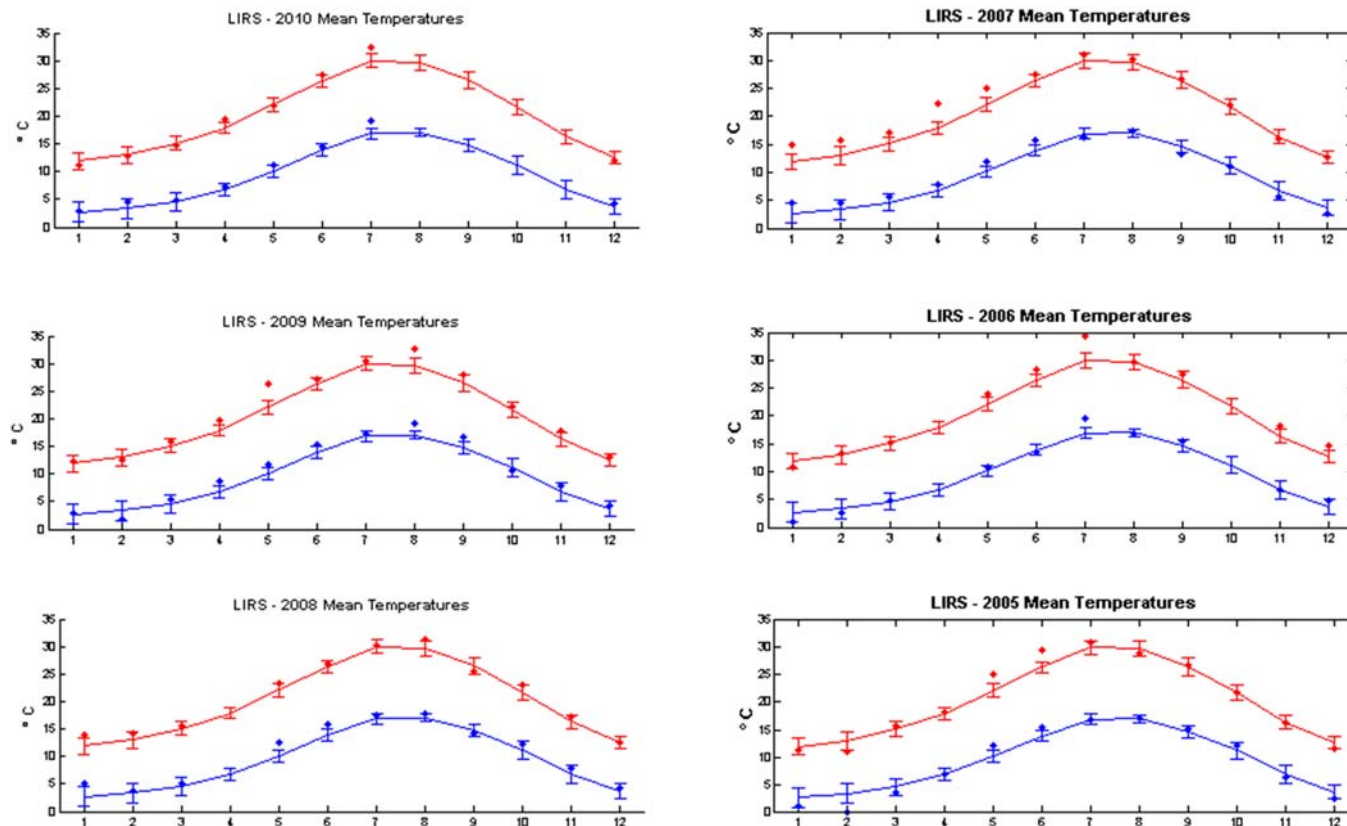 LIRS - 2010 Mean Temperatures
35
30
25
20
15
10
5
0
° C
1 2 3 4 5 6 7 8 9 10 11 12
LIRS - 2007 Mean Temperatures
35
30
25
20
15
10
5
0
° C
1 2 3 4 5 6 7 8 9 10 11 12
LIRS - 2009 Mean Temperatures
35
30
25
20
15
10
5
0
° C
1 2 3 4 5 6 7 8 9 10 11 12
LIRS - 2006 Mean Temperatures
35
30
25
20
15
10
5
0
° C
1 2 3 4 5 6 7 8 9 10 11 12
LIRS - 2008 Mean Temperatures
35
30
25
20
15
10
5
0
° C
1 2 3 4 5 6 7 8 9 10 11 12
LIRS - 2005 Mean Temperatures
35
30
25
20
15
10
5
0
° C
1 2 3 4 5 6 7 8 9 10 11 12